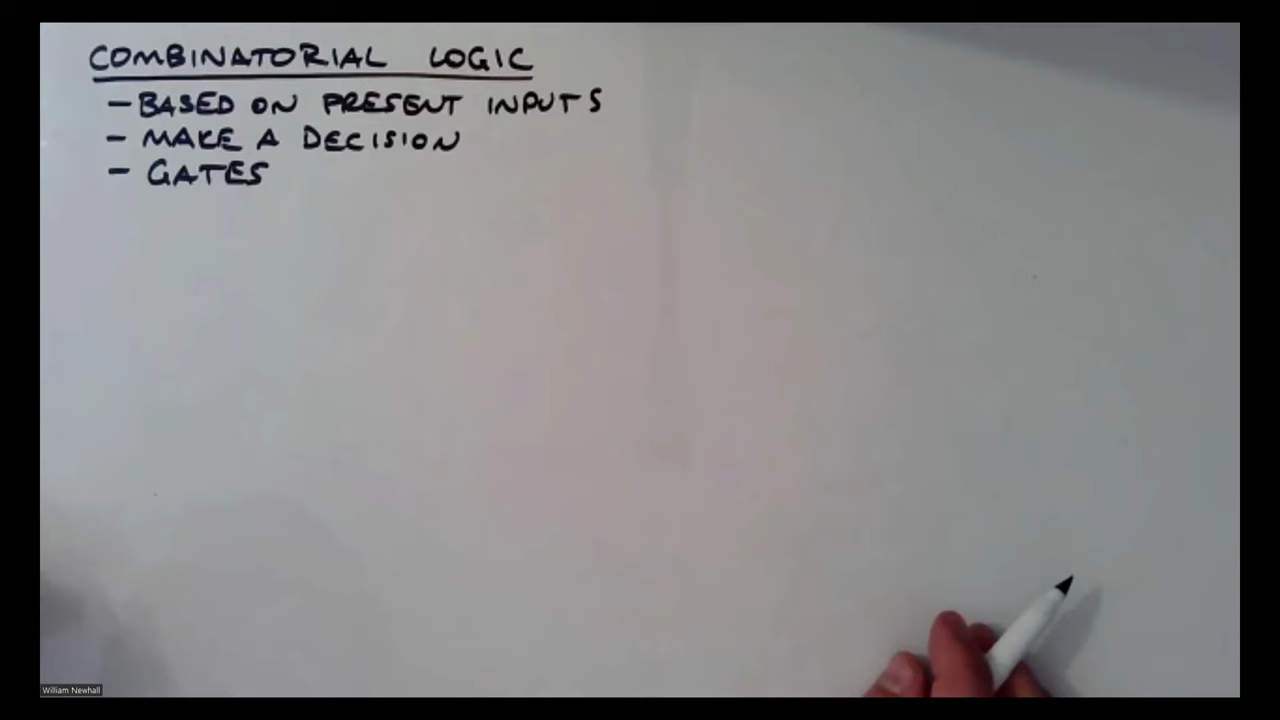 COMBINATORIAL LOGIC
- BASED ON PRESENT INPUTS
- MAKE A DECISION
- GATES
William Newhall